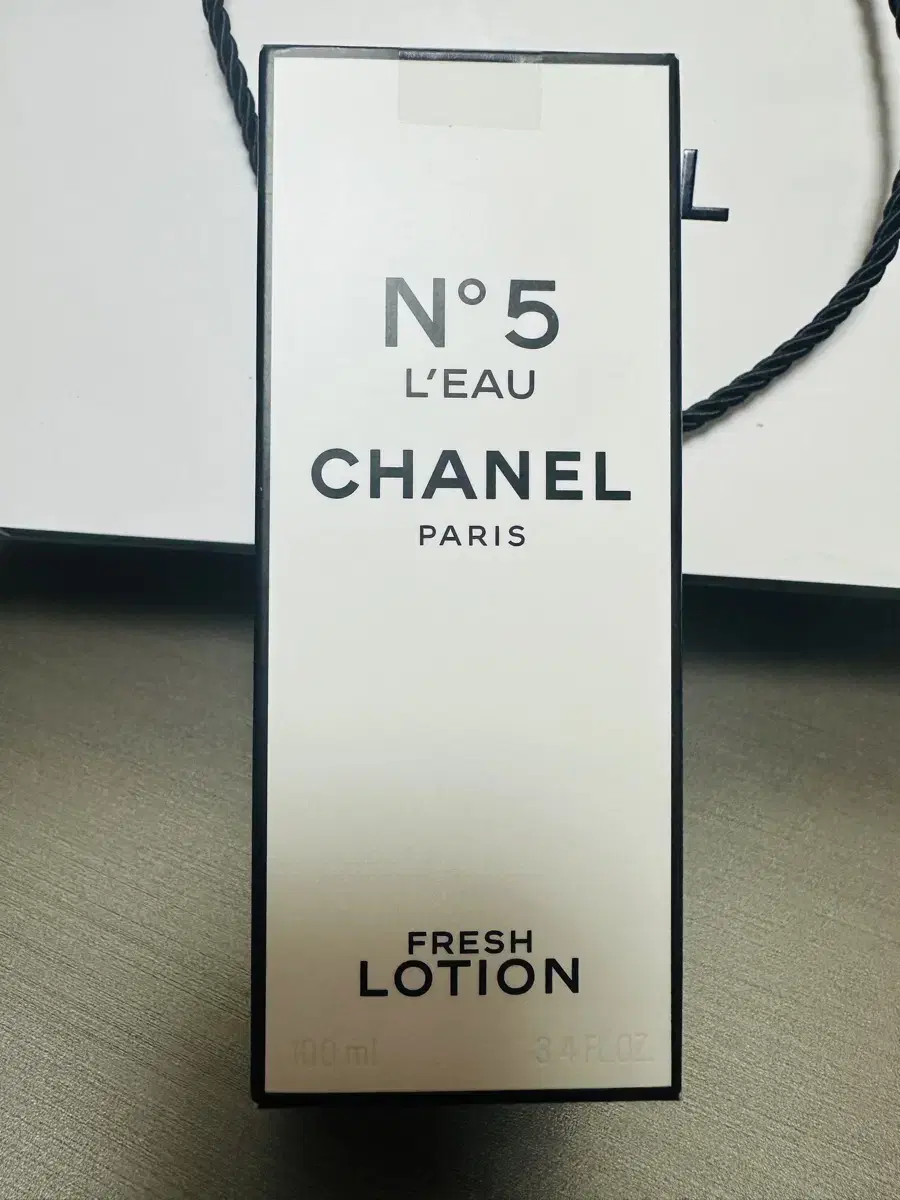 L
N°5
L'EAU
CHANEL
PARIS
FRESH
LOTION
100 ml 3.4 FL.OZ.